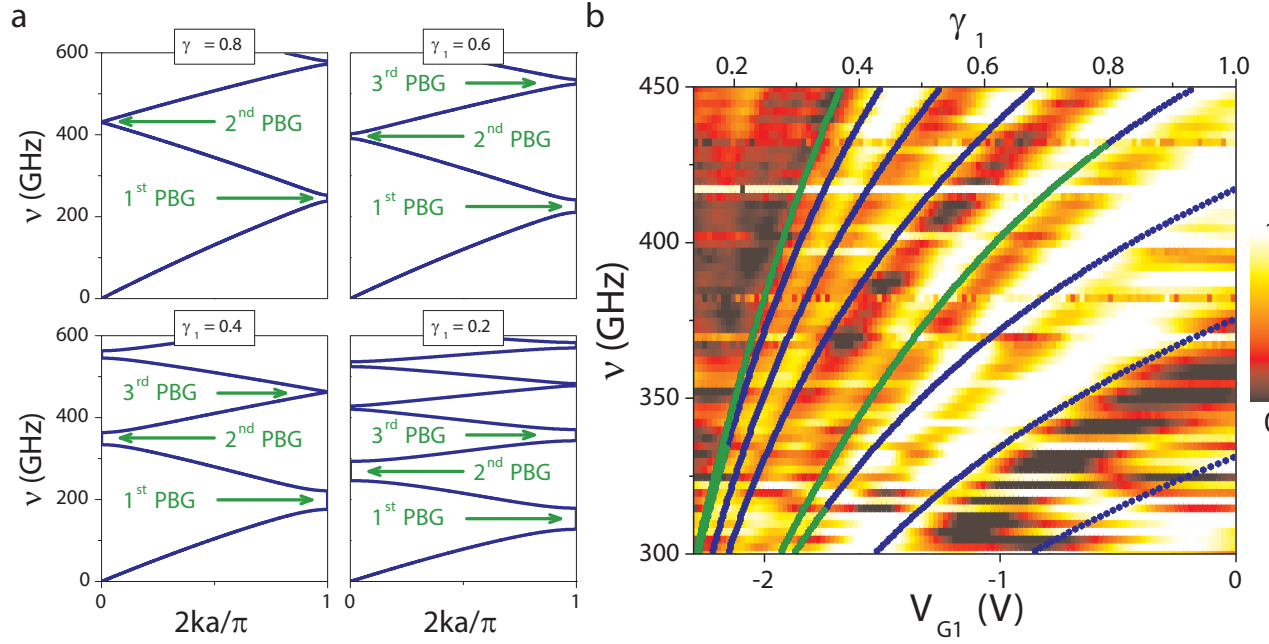 a
γ = 0.8
600
400
200
0
ν (GHz)
2nd PBG
1st PBG
γ1 = 0.6
3rd PBG
2nd PBG
1st PBG
γ1 = 0.4
600
400
200
0
ν (GHz)
3rd PBG
2nd PBG
1st PBG
0
1
2ka/π
γ1 = 0.2
3rd PBG
2nd PBG
1st PBG
0
1
2ka/π
b
γ1
0.2 0.4 0.6 0.8 1.0
450
400
350
300
ν (GHz)
-2 -1 0
VG1 (V)